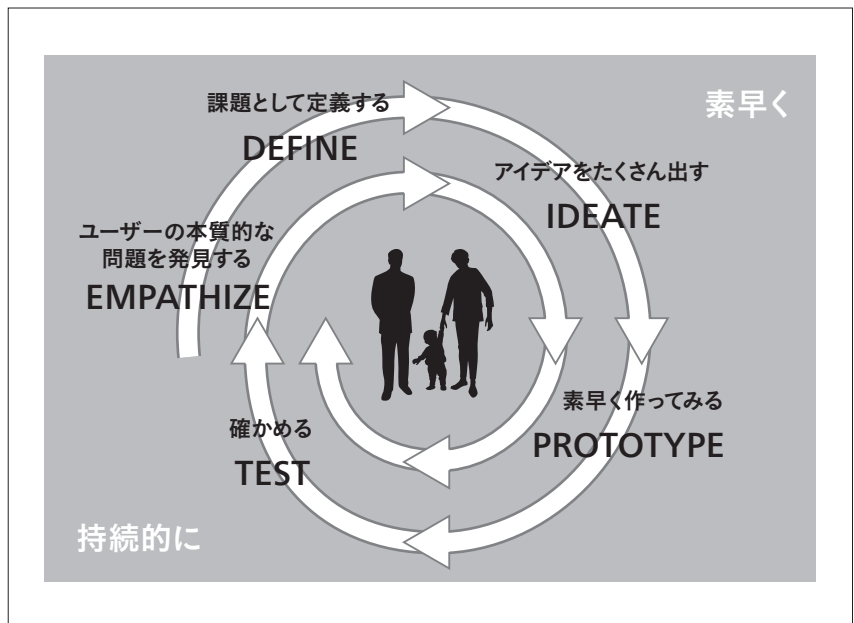 素早く
課題として定義する
DEFINE
アイデアをたくさん出す
IDEATE
ユーザーの本質的な
問題を発見する
EMPATHIZE
素早く作ってみる
PROTOTYPE
確かめる
TEST
持続的に